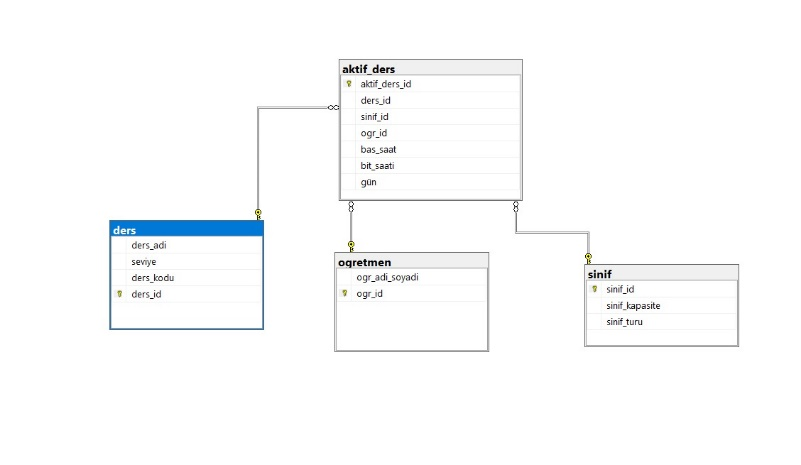 aktif_ders
aktif_ders_id
ders_id
sinif_id
ogr_id
bas_saat
bit_saati
gün
ders
ders_adi
seviye
ders_kodu
ders_id
ogretmen
ogr_adi_soyadi
ogr_id
sinif
sinif_id
sinif_kapasite
sinif_turu